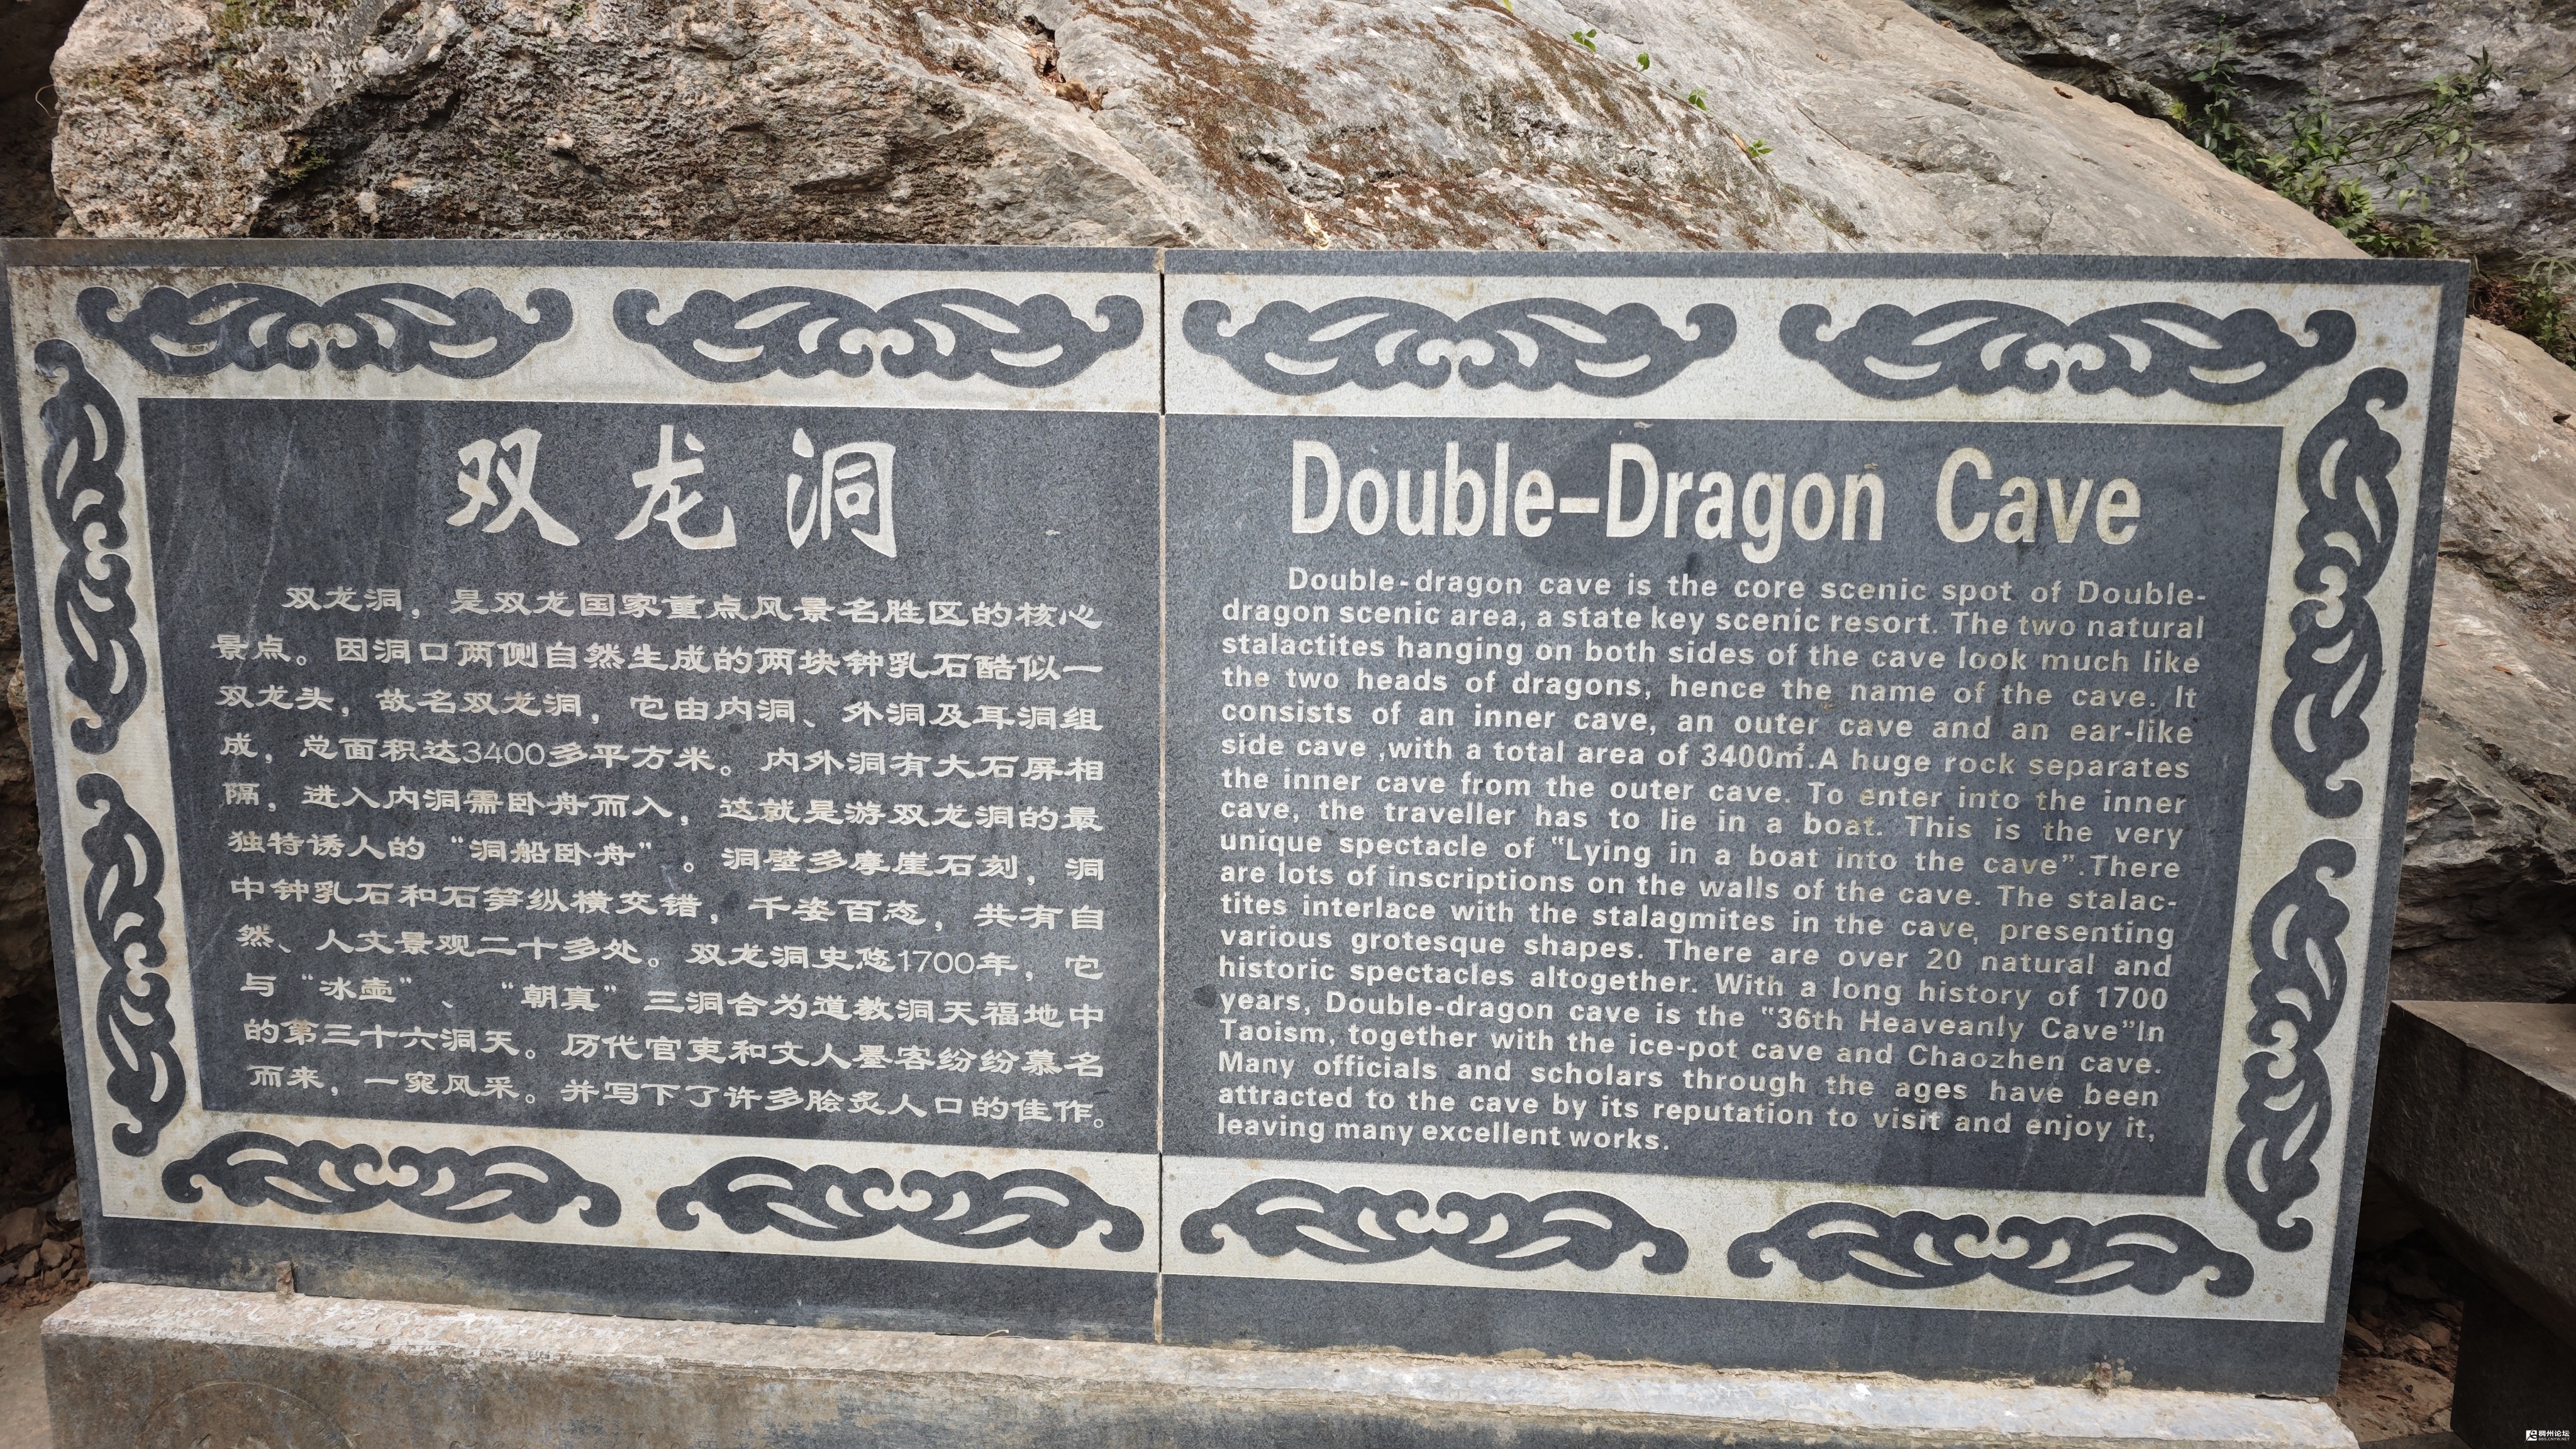 双龙洞
双龙洞，是双龙国家重点风景名胜区的核心
景点。因洞口两侧自然生成的两块钟乳石酷似一
双龙头，故名双龙洞，它由内洞、外洞及耳洞组
成，总面积达3400多平方米。内外洞有大石屏相
隔，进入内洞需卧舟而入，这就是游双龙洞的最
独特诱人的“洞船卧舟”。洞壁多摩崖石刻，洞
中钟乳石和石笋纵横交错，千姿百态，共有自
然、人文景观二十多处。双龙洞史悠1700年，它
与“冰壶”、“朝真”三洞合为道教洞天福地中
的第三十六洞天。历代官吏和文人墨客纷纷慕名
而来，一窥风采。并写下了许多脍炙人口的佳作。
Double-Dragon Cave
Double-dragon cave is the core scenic spot of Double-
dragon scenic area, a state key scenic resort. The two natural
stalactites hanging on both sides of the cave look much like
the two heads of dragons, hence the name of the cave. It
consists of an inner cave, an outer cave and an ear-like
side cave ,with a total area of 3400㎡.A huge rock separates
the inner cave from the outer cave. To enter into the inner
cave, the traveller has to lie in a boat. This is the very
unique spectacle of “Lying in a boat into the cave”.There
are lots of inscriptions on the walls of the cave. The stalac-
tites interlace with the stalagmites in the cave, presenting
various grotesque shapes. There are over 20 natural and
historic spectacles altogether. With a long history of 1700
years, Double-dragon cave is the “36th Heaveanly Cave”In
Taoism, together with the ice-pot cave and Chaozhen cave.
Many officials and scholars through the ages have been
attracted to the cave by its reputation to visit and enjoy it,
leaving many excellent works.
稠州论坛